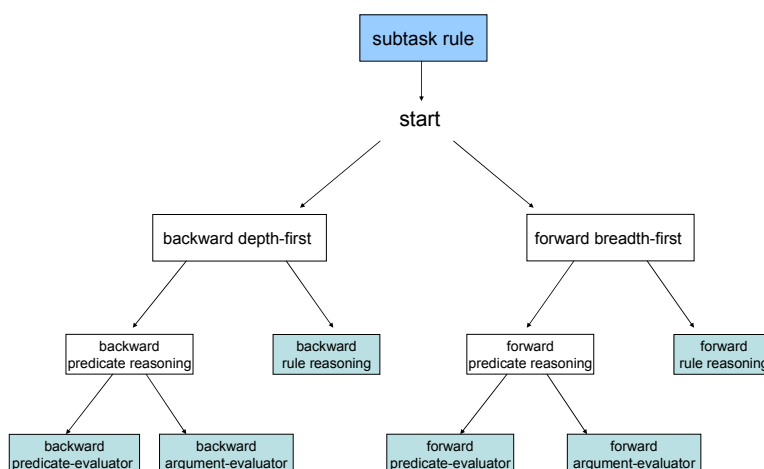 subtask rule
start
backward depth-first
forward breadth-first
backward
predicate reasoning
backward
rule reasoning
forward
predicate reasoning
forward
rule reasoning
backward
predicate-evaluator
backward
argument-evaluator
forward
predicate-evaluator
forward
argument-evaluator